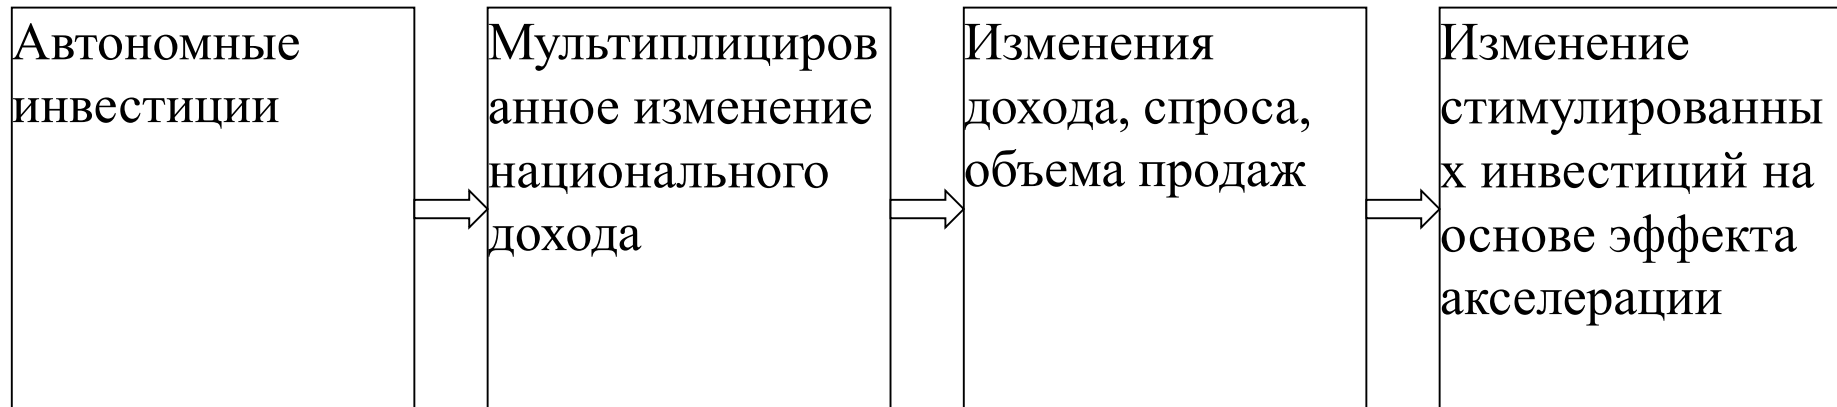 Автономные
инвестиции
Мультиплициров
анное изменение
национального
дохода
Изменения
дохода, спроса,
объема продаж
Изменение
стимулированны
х инвестиций на
основе эффекта
акселерации